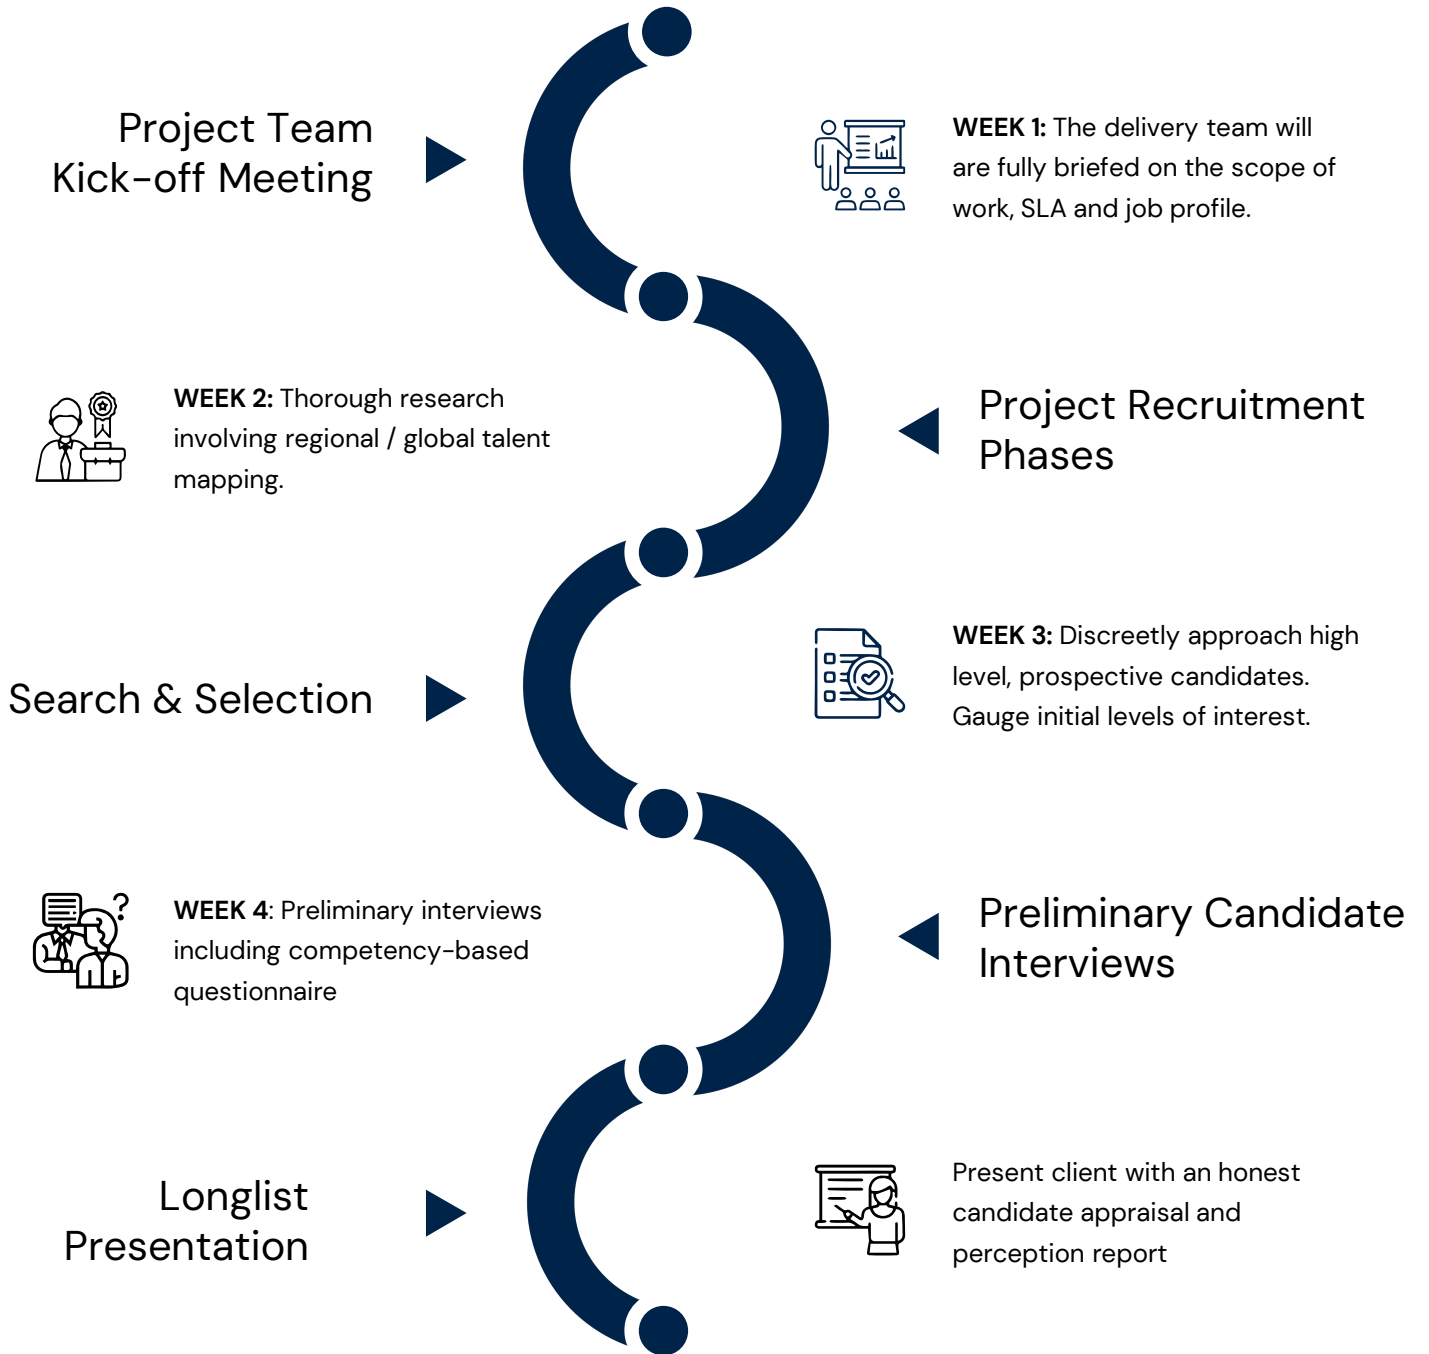 Project Team
Kick-off Meeting
WEEK 1: The delivery team will
are fully briefed on the scope of
work, SLA and job profile.
WEEK 2: Thorough research
involving regional / global talent
mapping.
Project Recruitment
Phases
Search & Selection
WEEK 3: Discreetly approach high
level, prospective candidates.
Gauge initial levels of interest.
WEEK 4: Preliminary interviews
including competency-based
questionnaire
Preliminary Candidate
Interviews
Longlist
Presentation
Present client with an honest
candidate appraisal and
perception report